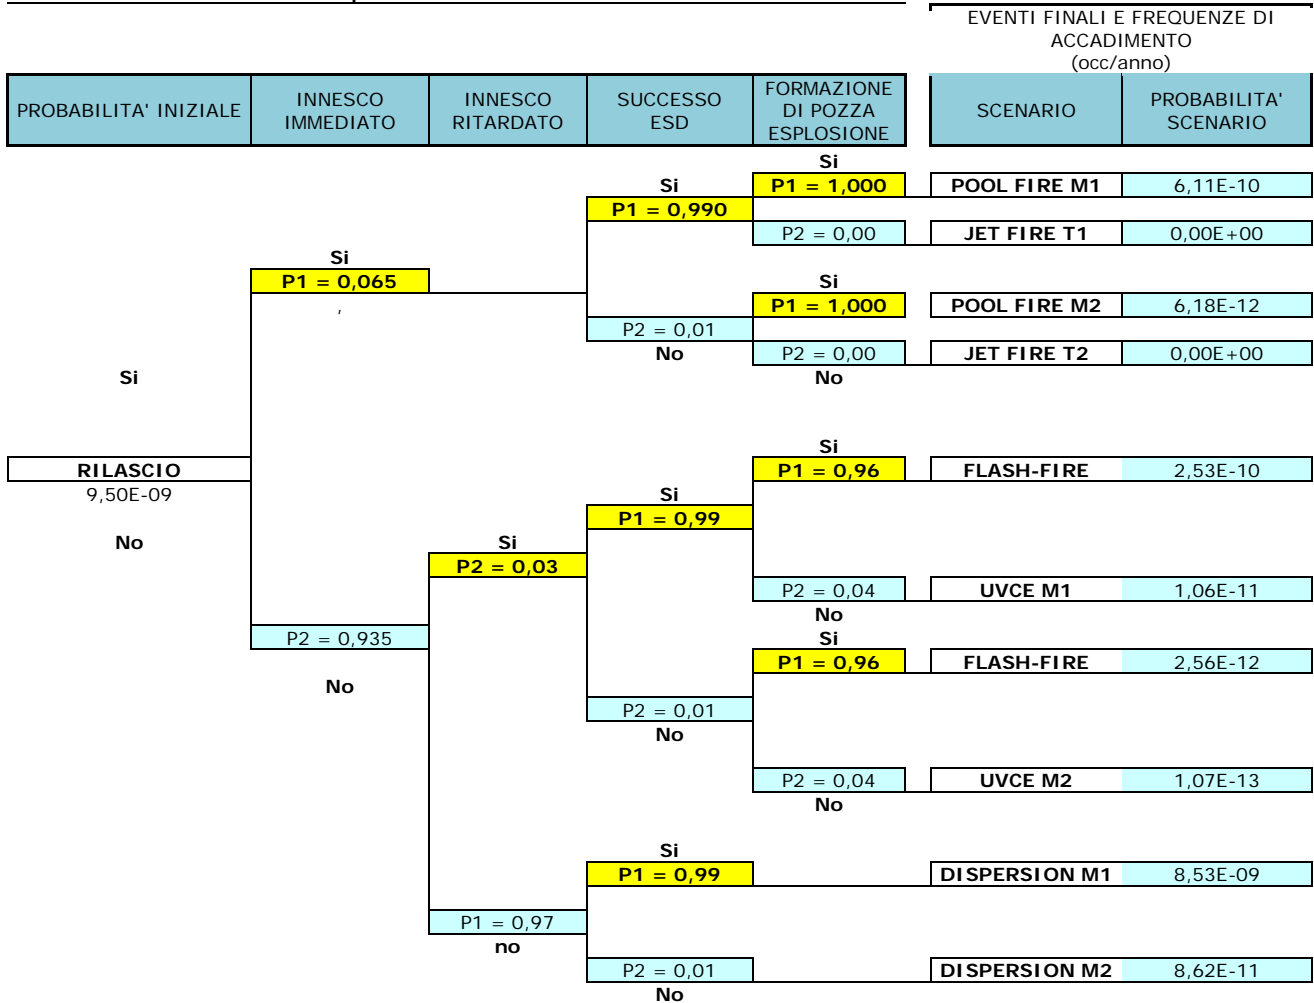 EVENTI FINALI E FREQUENZE DI
ACCADIMENTO
(occ/anno)
PROBABILITA' INIZIALE
INNESCO
IMMEDIATO
INNESCO
RITARDATO
SUCCESSO
ESD
FORMAZIONE
DI POZZA
ESPLOSIONE
SCENARIO
PROBABILITA'
SCENARIO
Si
Si
P1 = 1,000 POOL FIRE M1 6,11E-10
P1 = 0,990
P2 = 0,00 JET FIRE T1 0,00E+00
Si
P1 = 0,065
Si
,
P1 = 1,000 POOL FIRE M2 6,18E-12
P2 = 0,01
No
P2 = 0,00 JET FIRE T2 0,00E+00
Si
No
Si
RILASCIO
P1 = 0,96 FLASH-FIRE 2,53E-10
9,50E-09
Si
P1 = 0,99
No
Si
P2 = 0,03
P2 = 0,04 UVCE M1 1,06E-11
No
P2 = 0,935
Si
P1 = 0,96 FLASH-FIRE 2,56E-12
No
P2 = 0,01
No
P2 = 0,04 UVCE M2 1,07E-13
No
Si
P1 = 0,99 DISPERSION M1 8,53E-09
P1 = 0,97
no
P2 = 0,01 DISPERSION M2 8,62E-11
No